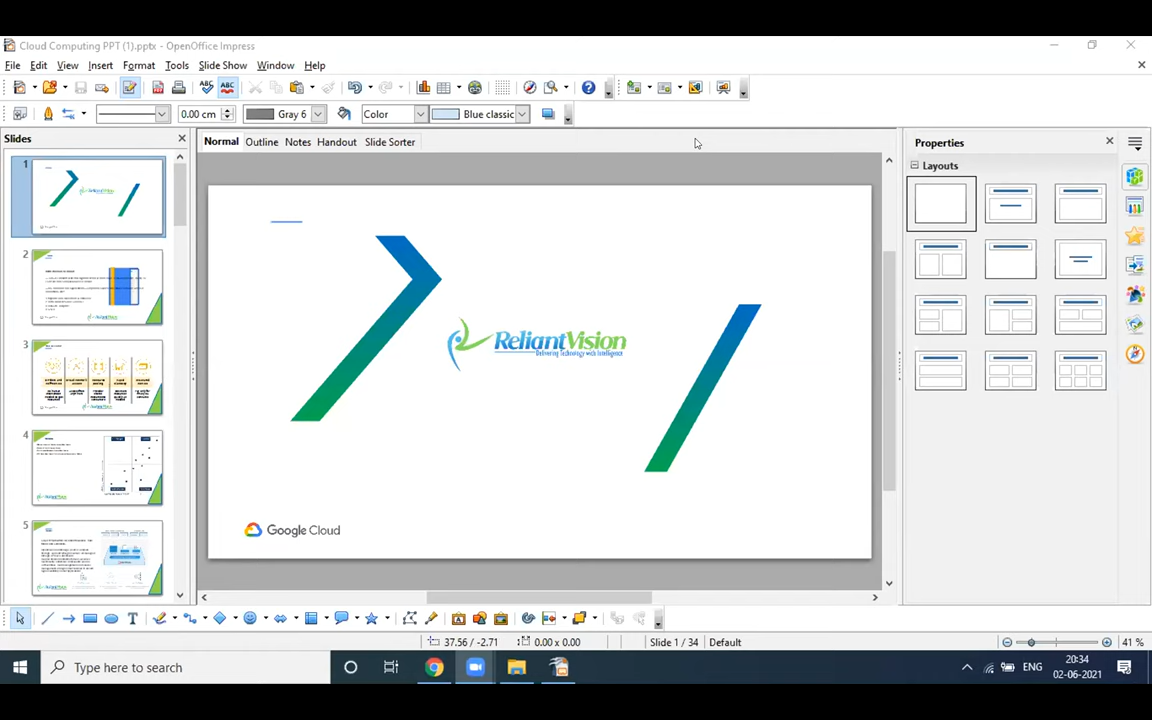 Cloud Computing PPT (1).pptx - OpenOffice Impress
File Edit View Insert Format Tools Slide Show Window Help
0.00 cm Gray 6 Color Blue classic
Slides
Normal Outline Notes Handout Slide Sorter
Properties
Layouts
1
2
3
4
5
ReliantVision
Delivering Technology with Intelligence
Google Cloud
37.56 / -2.71 0.00 x 0.00 Slide 1 / 34 Default 41 %
Type here to search
ENG
20:34
02-06-2021